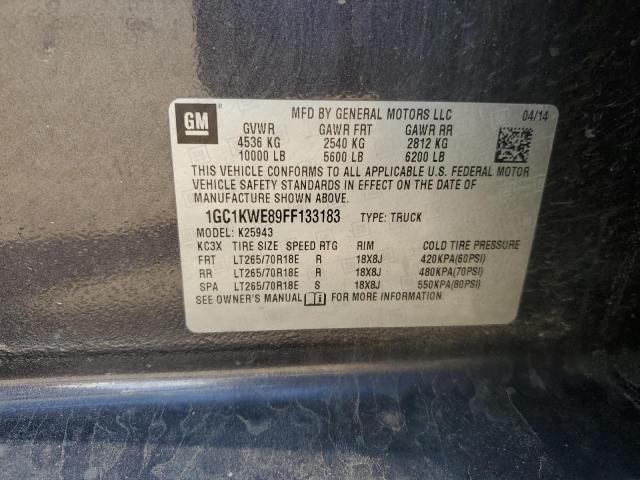 GM ®
MFD BY GENERAL MOTORS LLC 04/14
GVWR GAWR FRT GAWR RR
4536 KG 2540 KG 2812 KG
10000 LB 5600 LB 6200 LB
THIS VEHICLE CONFORMS TO ALL APPLICABLE U.S. FEDERAL MOTOR
VEHICLE SAFETY STANDARDS IN EFFECT ON THE DATE OF
MANUFACTURE SHOWN ABOVE.
1GC1KWE89FF133183 TYPE: TRUCK
MODEL: K25943
KC3X TIRE SIZE SPEED RTG RIM COLD TIRE PRESSURE
FRT LT265/70R18E R 18X8J 420KPA(60PSI)
RR LT265/70R18E R 18X8J 480KPA(70PSI)
SPA LT265/70R18E S 18X8J 550KPA(80PSI)
SEE OWNER'S MANUAL FOR MORE INFORMATION.